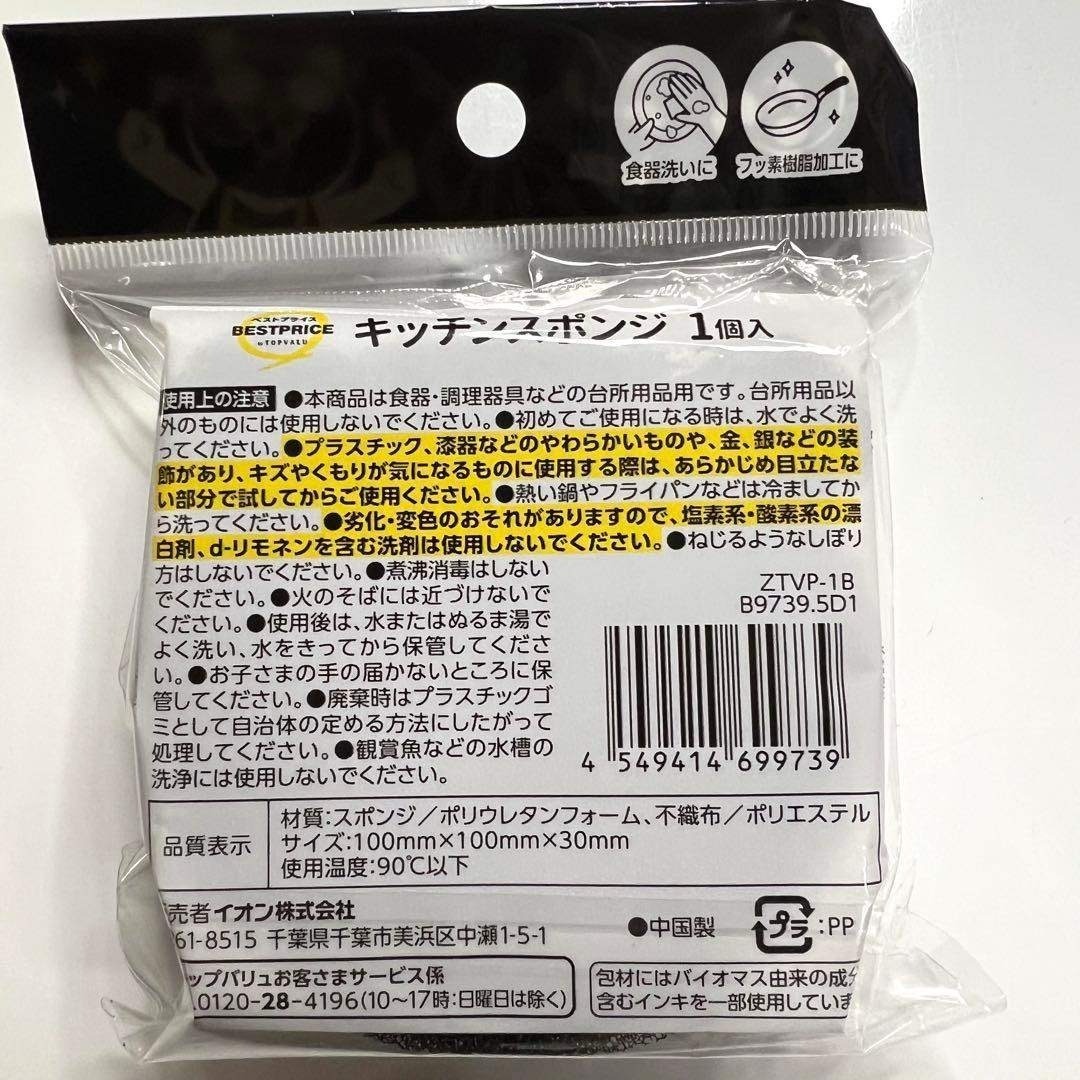 食器洗いに
フッ素樹脂加工に
ベストプライス
BESTPRICE
by TOPVALU
キッチンスポンジ 1個入
使用上の注意 ●本商品は食器・調理器具などの台所用品用です。台所用品以
外のものには使用しないでください。●初めてご使用になる時は、水でよく洗
ってください。●プラスチック、漆器などのやわらかいものや、金、銀などの装
飾があり、キズやくもりが気になるものに使用する際は、あらかじめ目立たな
い部分で試してからご使用ください。●熱い鍋やフライパンなどは冷ましてか
ら洗ってください。●劣化・変色のおそれがありますので、塩素系・酸素系の漂
白剤、d-リモネンを含む洗剤は使用しないでください。●ねじるようなしぼり
方はしないでください。●煮沸消毒はしない
でください。●火のそばには近づけないで
ください。●使用後は、水またはぬるま湯で
よく洗い、水をきってから保管してくださ
い。●お子さまの手の届かないところに保
管してください。●廃棄時はプラスチックゴ
ミとして自治体の定める方法にしたがって
処理してください。●観賞魚などの水槽の
洗浄には使用しないでください。
ZTVP-1B
B9739.5D1
4 549414 699739
品質表示
材質:スポンジ／ポリウレタンフォーム、不織布／ポリエステル
サイズ:100mm×100mm×30mm
使用温度:90℃以下
売者 イオン株式会社
61-8515 千葉県千葉市美浜区中瀬1-5-1
●中国製
プラ :PP
ップバリュお客さまサービス係
0120-28-4196(10～17時:日曜日は除く)
包材にはバイオマス由来の成分
含むインキを一部使用していま